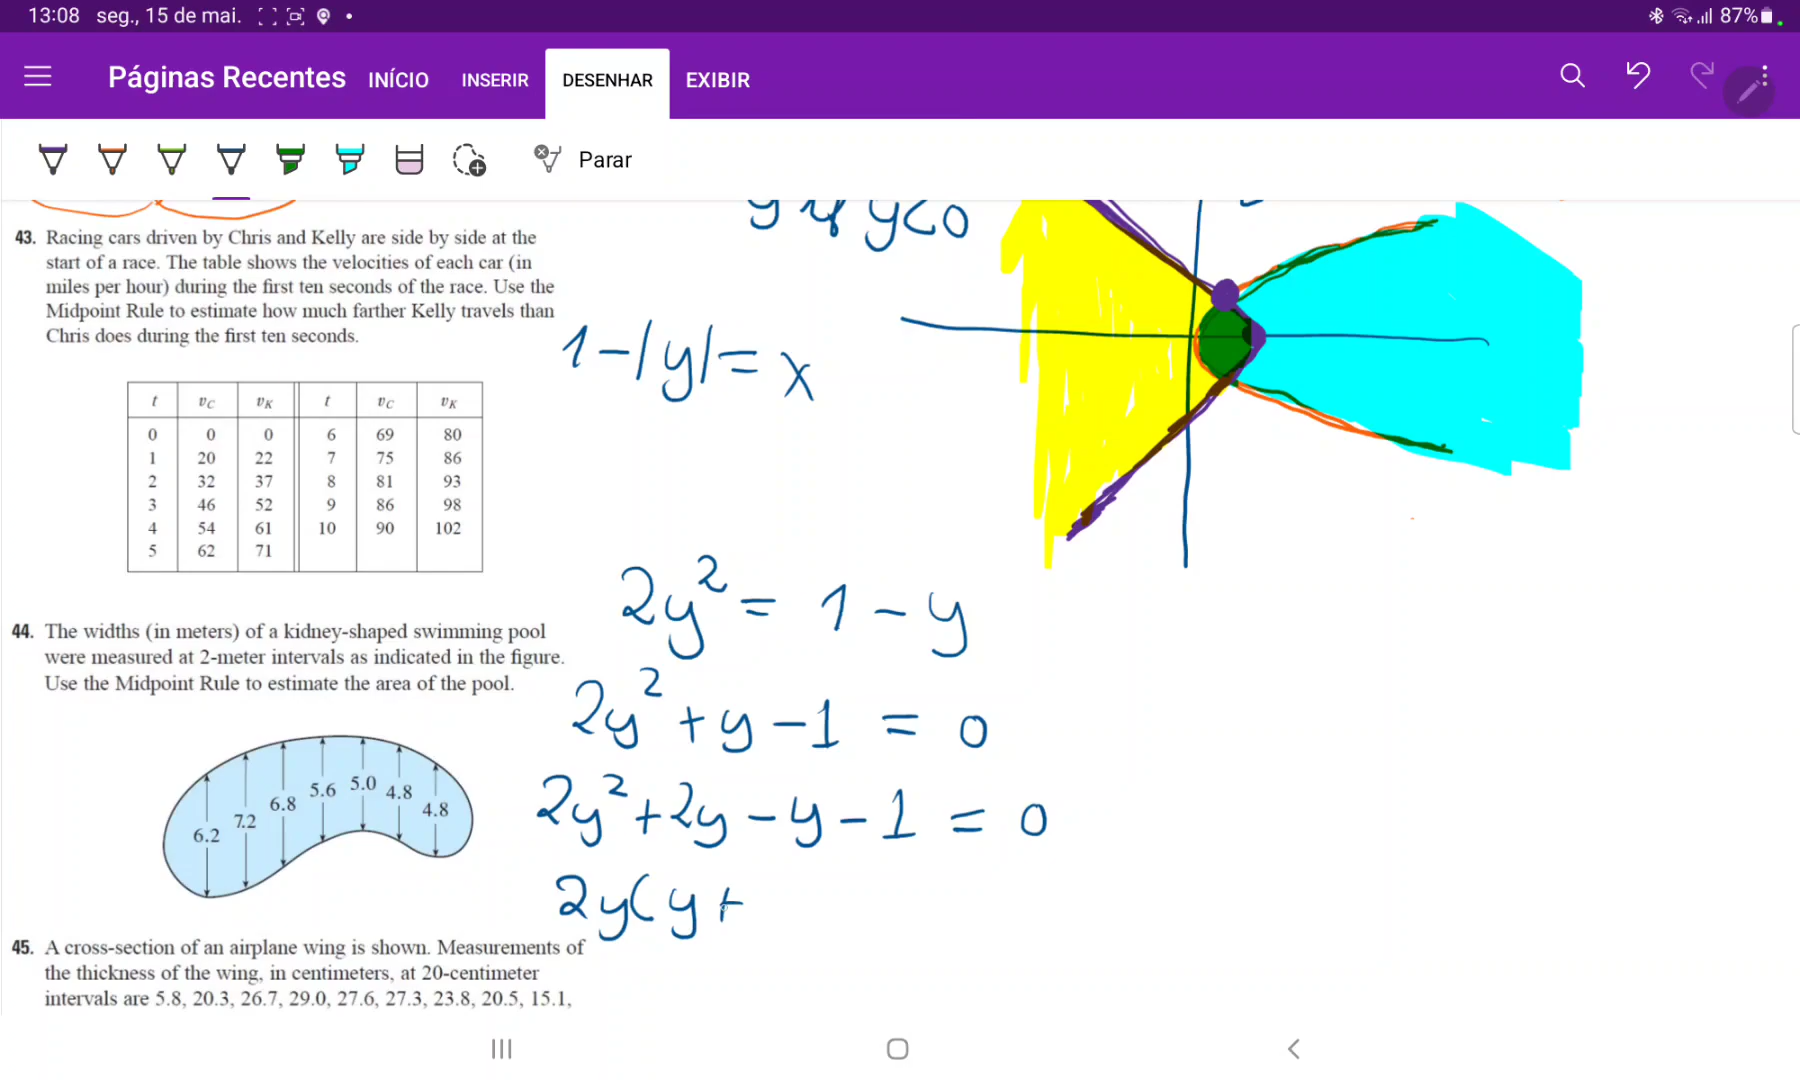 13:08 seg., 15 de mai.
87%
Páginas Recentes INÍCIO INSERIR DESENHAR EXIBIR
Parar
43. Racing cars driven by Chris and Kelly are side by side at the
start of a race. The table shows the velocities of each car (in
miles per hour) during the first ten seconds of the race. Use the
Midpoint Rule to estimate how much farther Kelly travels than
Chris does during the first ten seconds.
t vC vK t vC vK
0 0 0 6 69 80
1 20 22 7 75 86
2 32 37 8 81 93
3 46 52 9 86 98
4 54 61 10 90 102
5 62 71
44. The widths (in meters) of a kidney-shaped swimming pool
were measured at 2-meter intervals as indicated in the figure.
Use the Midpoint Rule to estimate the area of the pool.
6.2 7.2 6.8 5.6 5.0 4.8 4.8
45. A cross-section of an airplane wing is shown. Measurements of
the thickness of the wing, in centimeters, at 20-centimeter
intervals are 5.8, 20.3, 26.7, 29.0, 27.6, 27.3, 23.8, 20.5, 15.1,
y<0
1-|y|= x
2y² = 1 - y
2y² + y - 1 = 0
2y² + 2y - y - 1 = 0
2y(y+